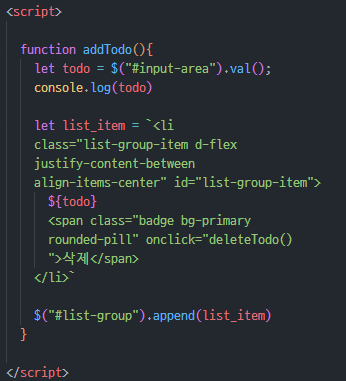 <script>
function addTodo(){
let todo = $("#input-area").val();
console.log(todo)
let list_item = `<li
class="list-group-item d-flex
justify-content-between
align-items-center" id="list-group-item">
${todo}
<span class="badge bg-primary
rounded-pill" onclick="deleteTodo()
">삭제</span>
</li>`
$("#list-group").append(list_item)
}
</script>